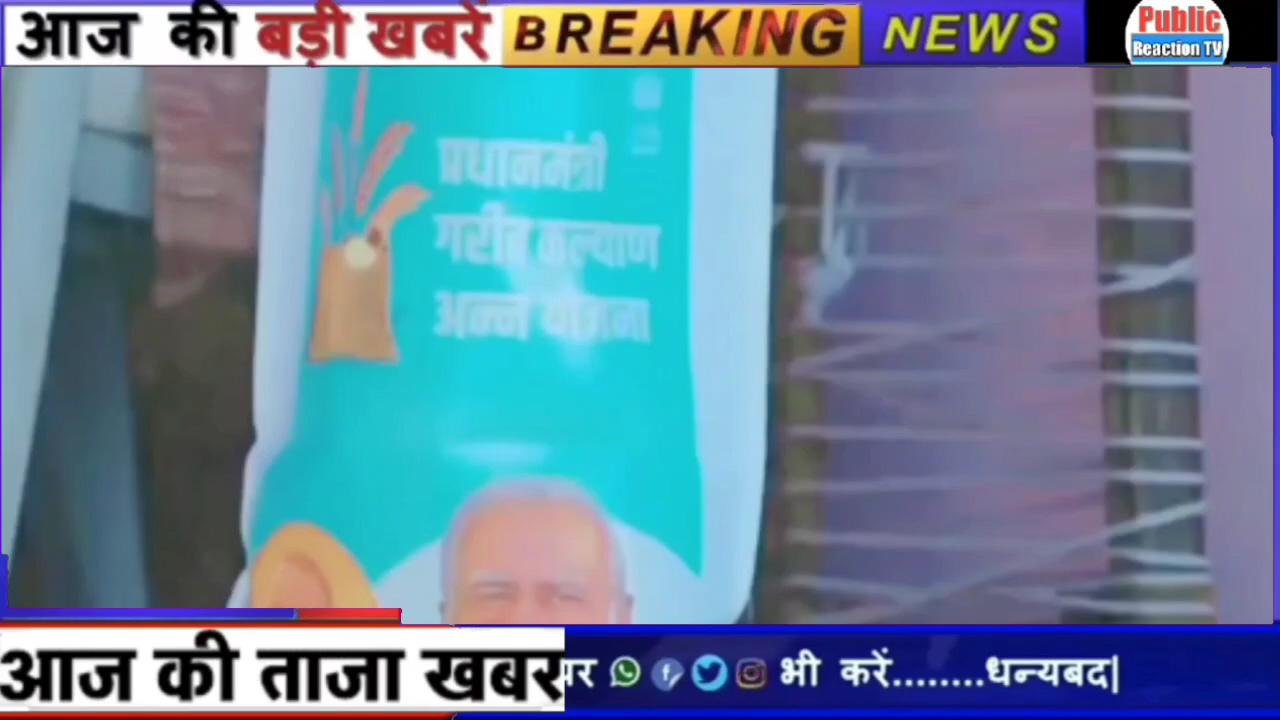 आज की बड़ी खबरें BREAKING NEWS
Public
Reaction TV
प्रधानमंत्री
गरीब कल्याण
अन्न योजना
आज की ताजा खबर
पर भी करें........धन्यबद|